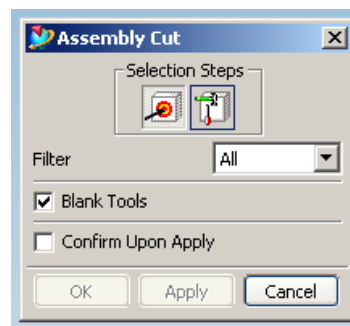 Assembly Cut
Selection Steps
Filter All
Blank Tools
Confirm Upon Apply
OK Apply Cancel